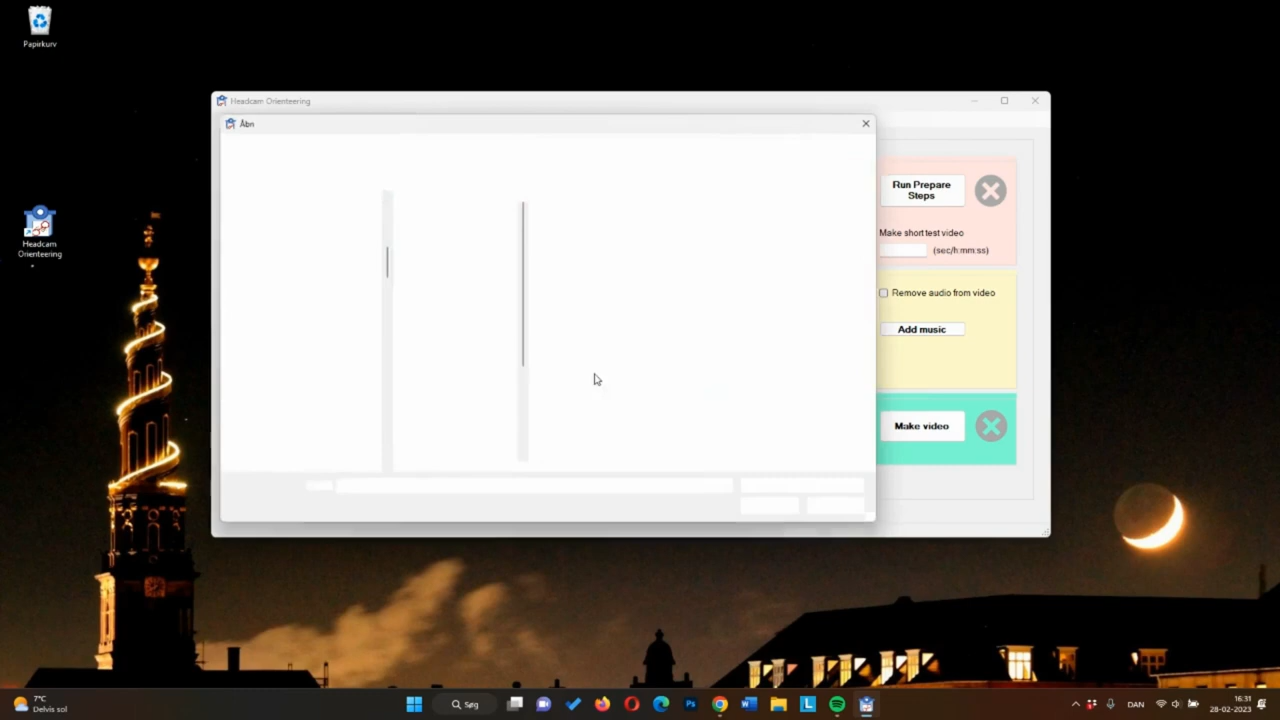 Papirkurv
Headcam Orienteering
Åbn
Run Prepare
Steps
Make short test video
(sec/h:mm:ss)
Headcam
Orienteering
Remove audio from video
Add music
Make video
7°C
Delvis sol
Søg
DAN
16:31
28-02-2023